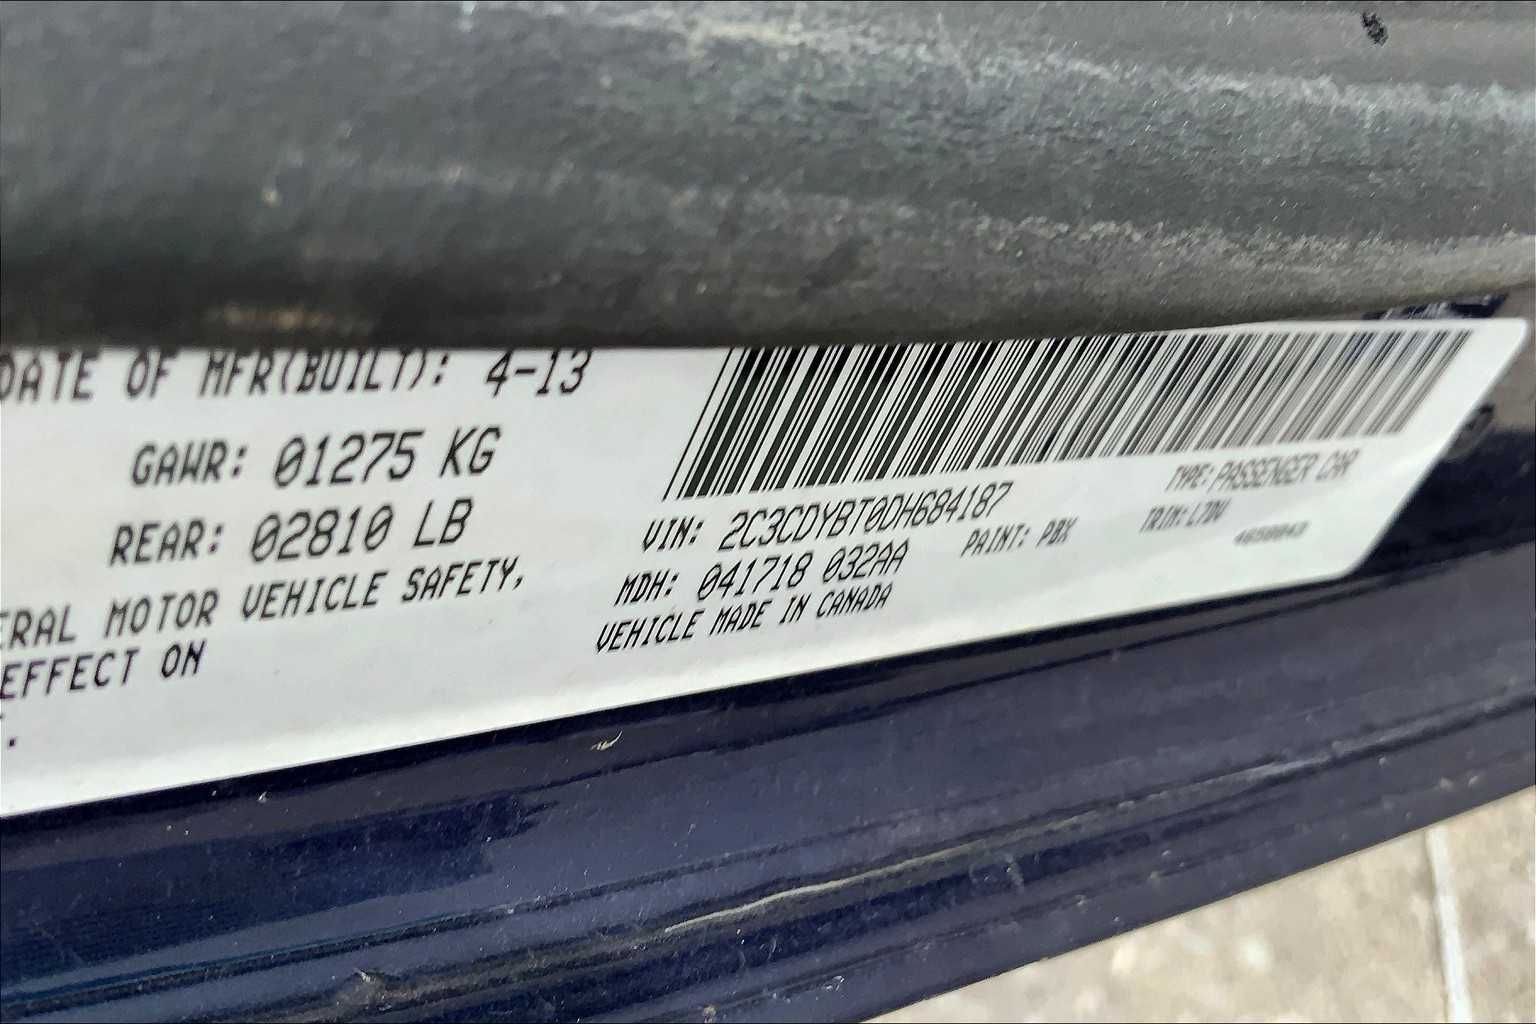 DATE OF MFR(BUILT): 4-13
GAWR: 01275 KG
REAR: 02810 LB
ERAL MOTOR VEHICLE SAFETY,
EFFECT ON
VIN: 2C3CDYBT0DH684187
TYPE: PASSENGER CAR
MDH: 041718 032AA
PAINT: PBX
TRIM: L7DV
VEHICLE MADE IN CANADA